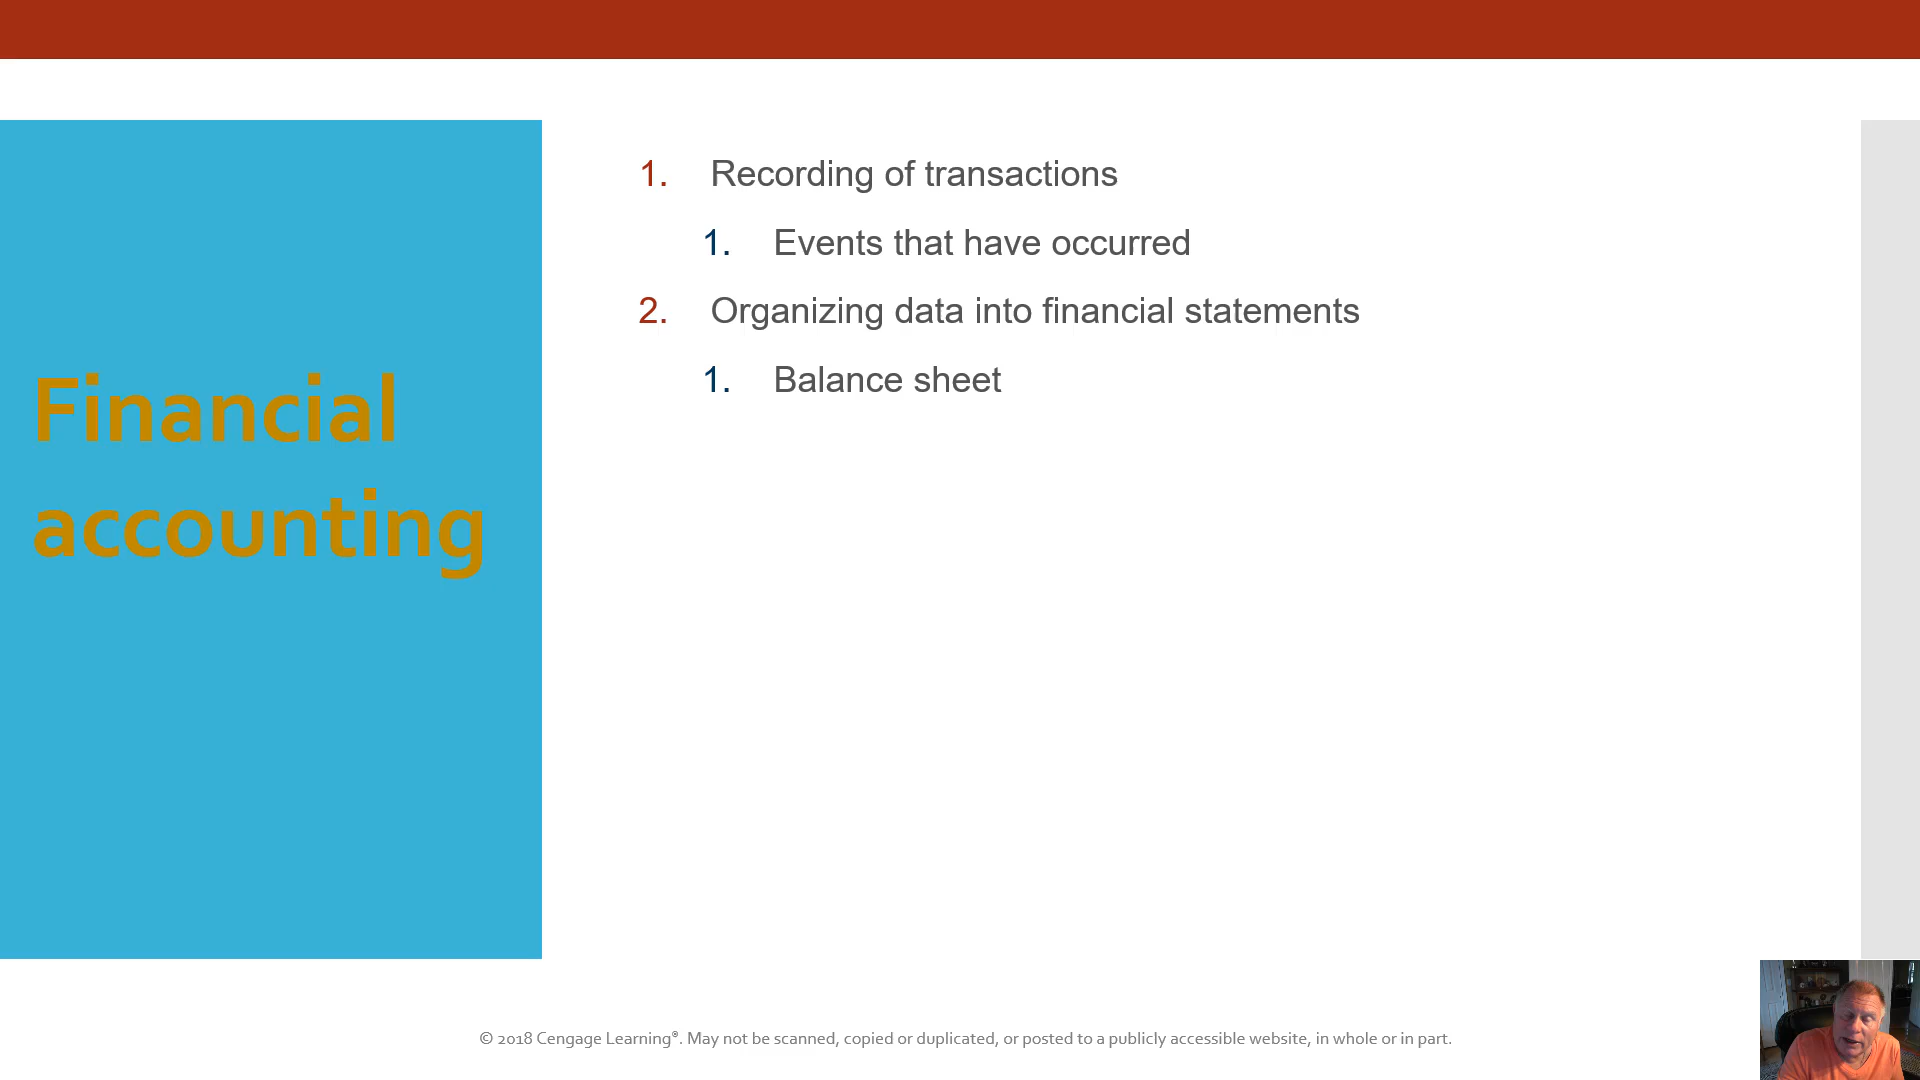 Financial
accounting
1. Recording of transactions
1. Events that have occurred
2. Organizing data into financial statements
1. Balance sheet
© 2018 Cengage Learning®. May not be scanned, copied or duplicated, or posted to a publicly accessible website, in whole or in part.